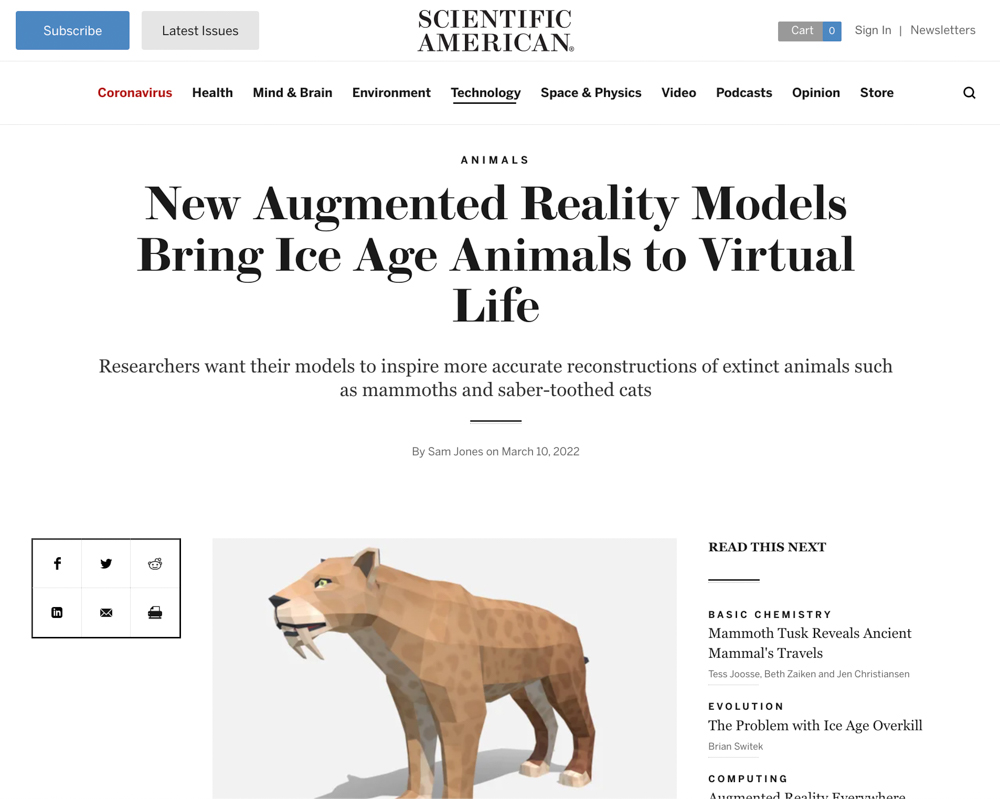 Subscribe
Latest Issues
SCIENTIFIC
AMERICAN®
Cart 0
Sign In | Newsletters
Coronavirus Health Mind & Brain Environment Technology Space & Physics Video Podcasts Opinion Store
ANIMALS
New Augmented Reality Models
Bring Ice Age Animals to Virtual
Life
Researchers want their models to inspire more accurate reconstructions of extinct animals such
as mammoths and saber-toothed cats
By Sam Jones on March 10, 2022
READ THIS NEXT
BASIC CHEMISTRY
Mammoth Tusk Reveals Ancient
Mammal's Travels
Tess Joosse, Beth Zaiken and Jen Christiansen
EVOLUTION
The Problem with Ice Age Overkill
Brian Switek
COMPUTING
Augmented Reality Everywhere